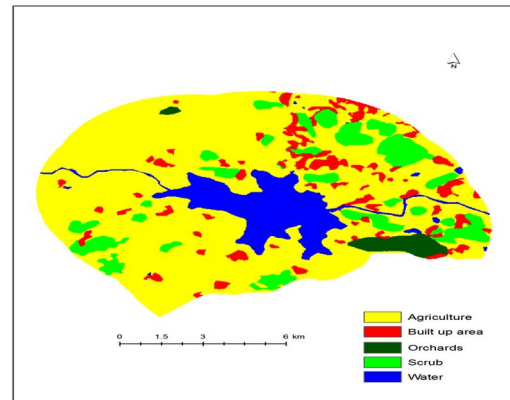 N
Agriculture
Built up area
Orchards
Scrub
Water
0 1.5 3 6 km